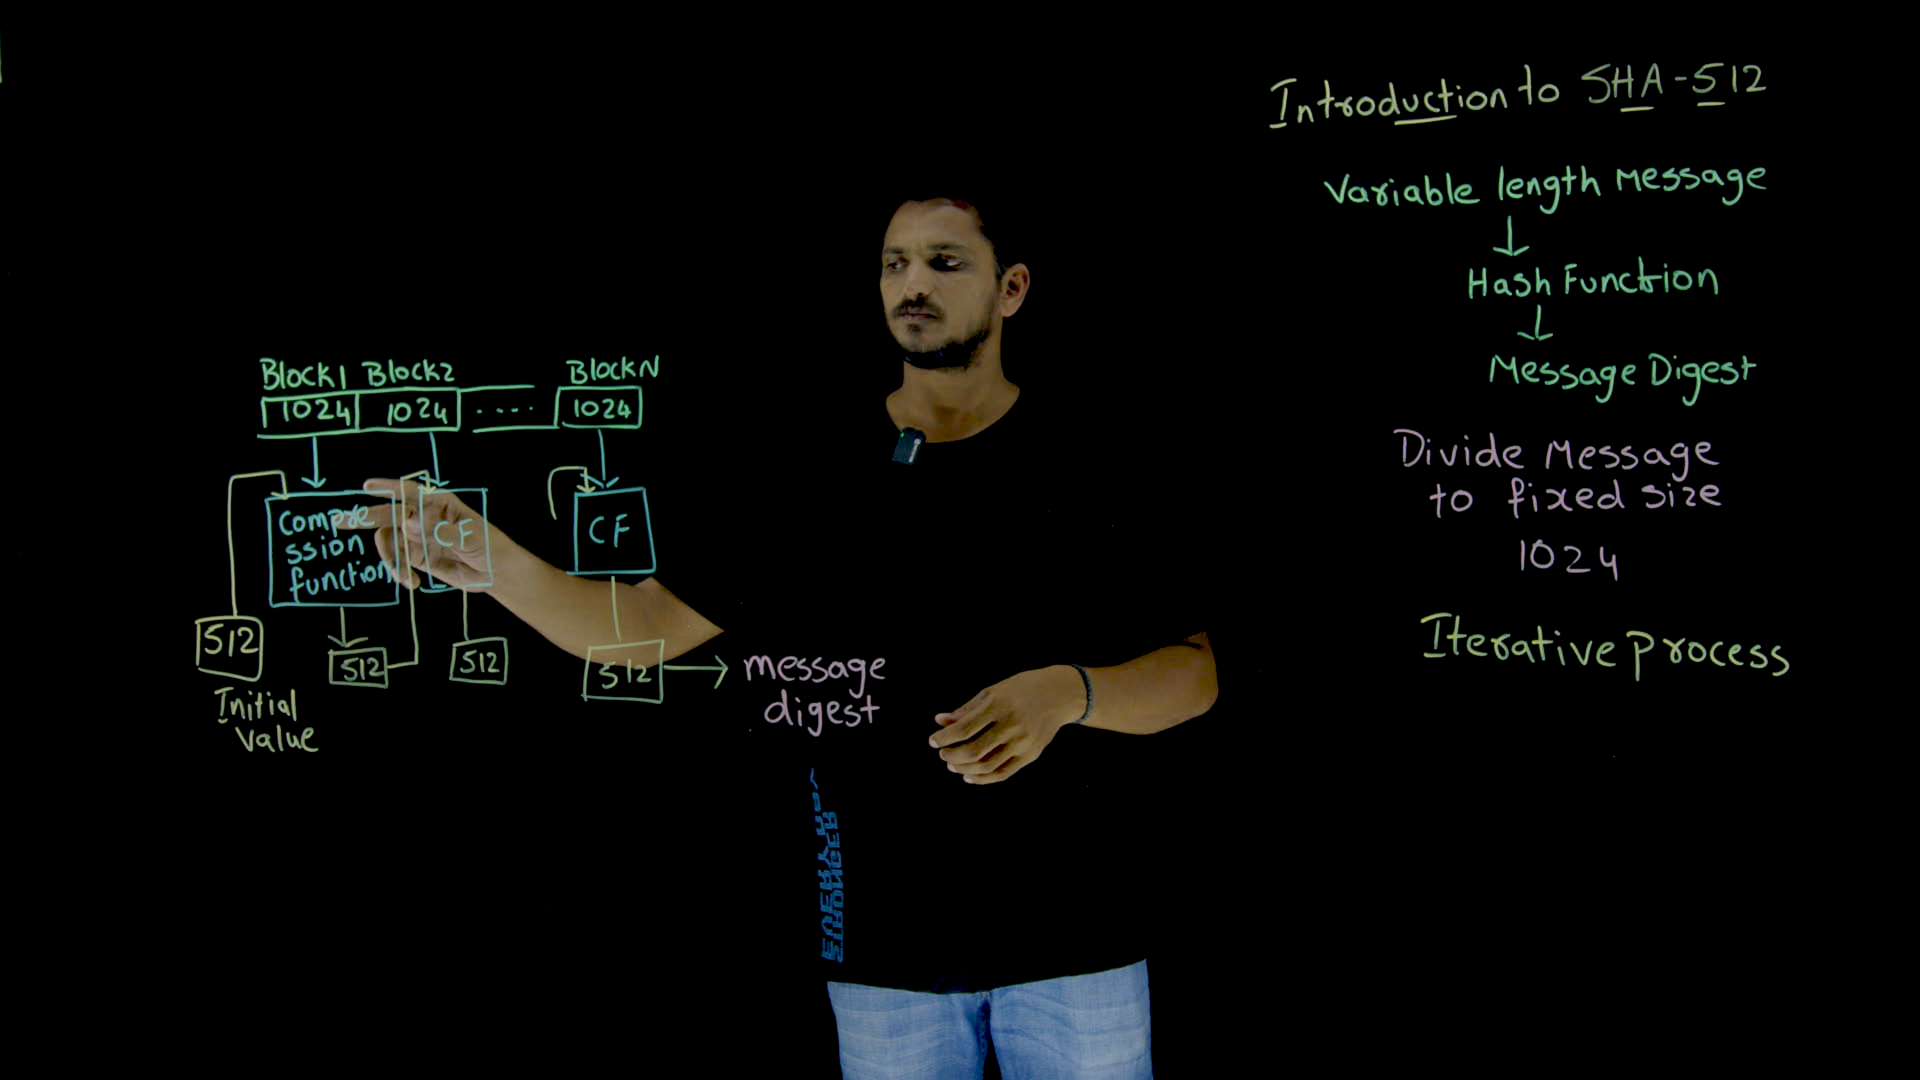 Introduction to SHA-512
Variable length Message
Hash Function
Message Digest
Divide Message
to fixed size
1024
Iterative process
Block1 Block2 BlockN
1024 1024 .... 1024
Compre
ssion
function
CF CF
512 512 512 512
Initial
Value
message
digest